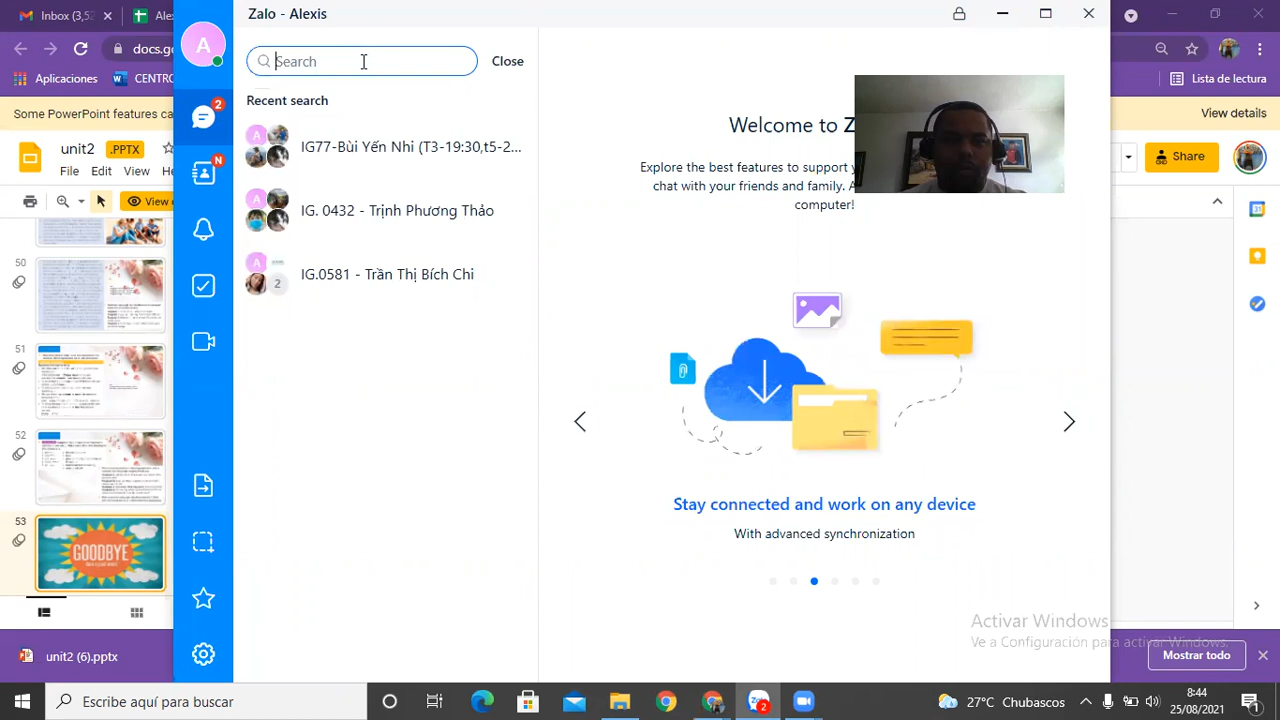 Inbox (3,5
Ale
Zalo - Alexis
docs.go
Aplicaciones
CENTRO
Lista de lectura
Some PowerPoint features ca
View details
unit2
.PPTX
File Edit View
Share
View
A
2
N
Search
Close
Recent search
A
IG77-Bùi Yến Nhi (T3-19:30,t5-2...
A
IG. 0432 - Trịnh Phương Thảo
A
2
IG.0581 - Trần Thị Bích Chi
Welcome to Z
Explore the best features to support y
chat with your friends and family. A
computer!
Stay connected and work on any device
With advanced synchronization
50
51
52
53
GOODBYE
Activar Windows
Ve a Configuración para activar Windows.
unit2 (6).pptx
Mostrar todo
Escribe aquí para buscar
2
27°C Chubascos
8:44
25/08/2021
1